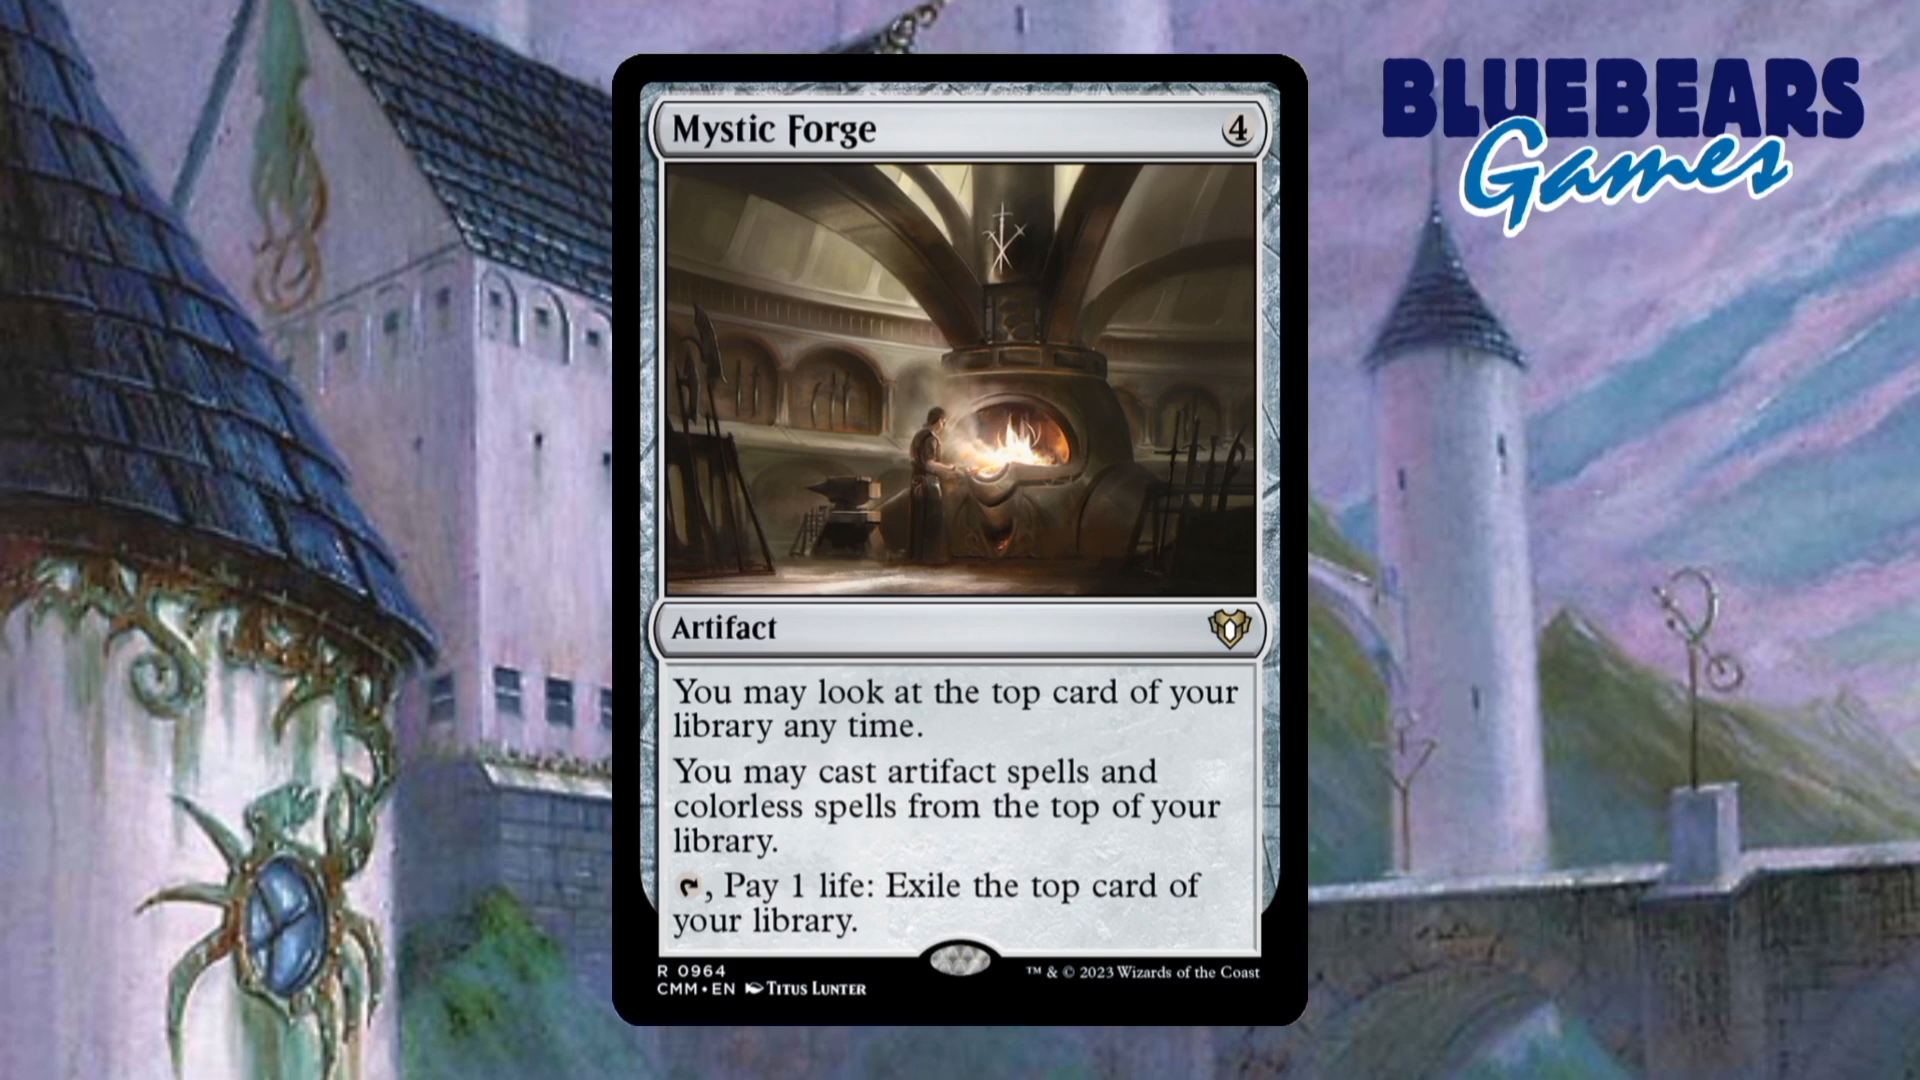 BLUEBEARS
Games
Mystic Forge 4
Artifact
You may look at the top card of your
library any time.
You may cast artifact spells and
colorless spells from the top of your
library.
, Pay 1 life: Exile the top card of
your library.
R 0964
CMM • EN TITUS LUNTER
™ & © 2023 Wizards of the Coast